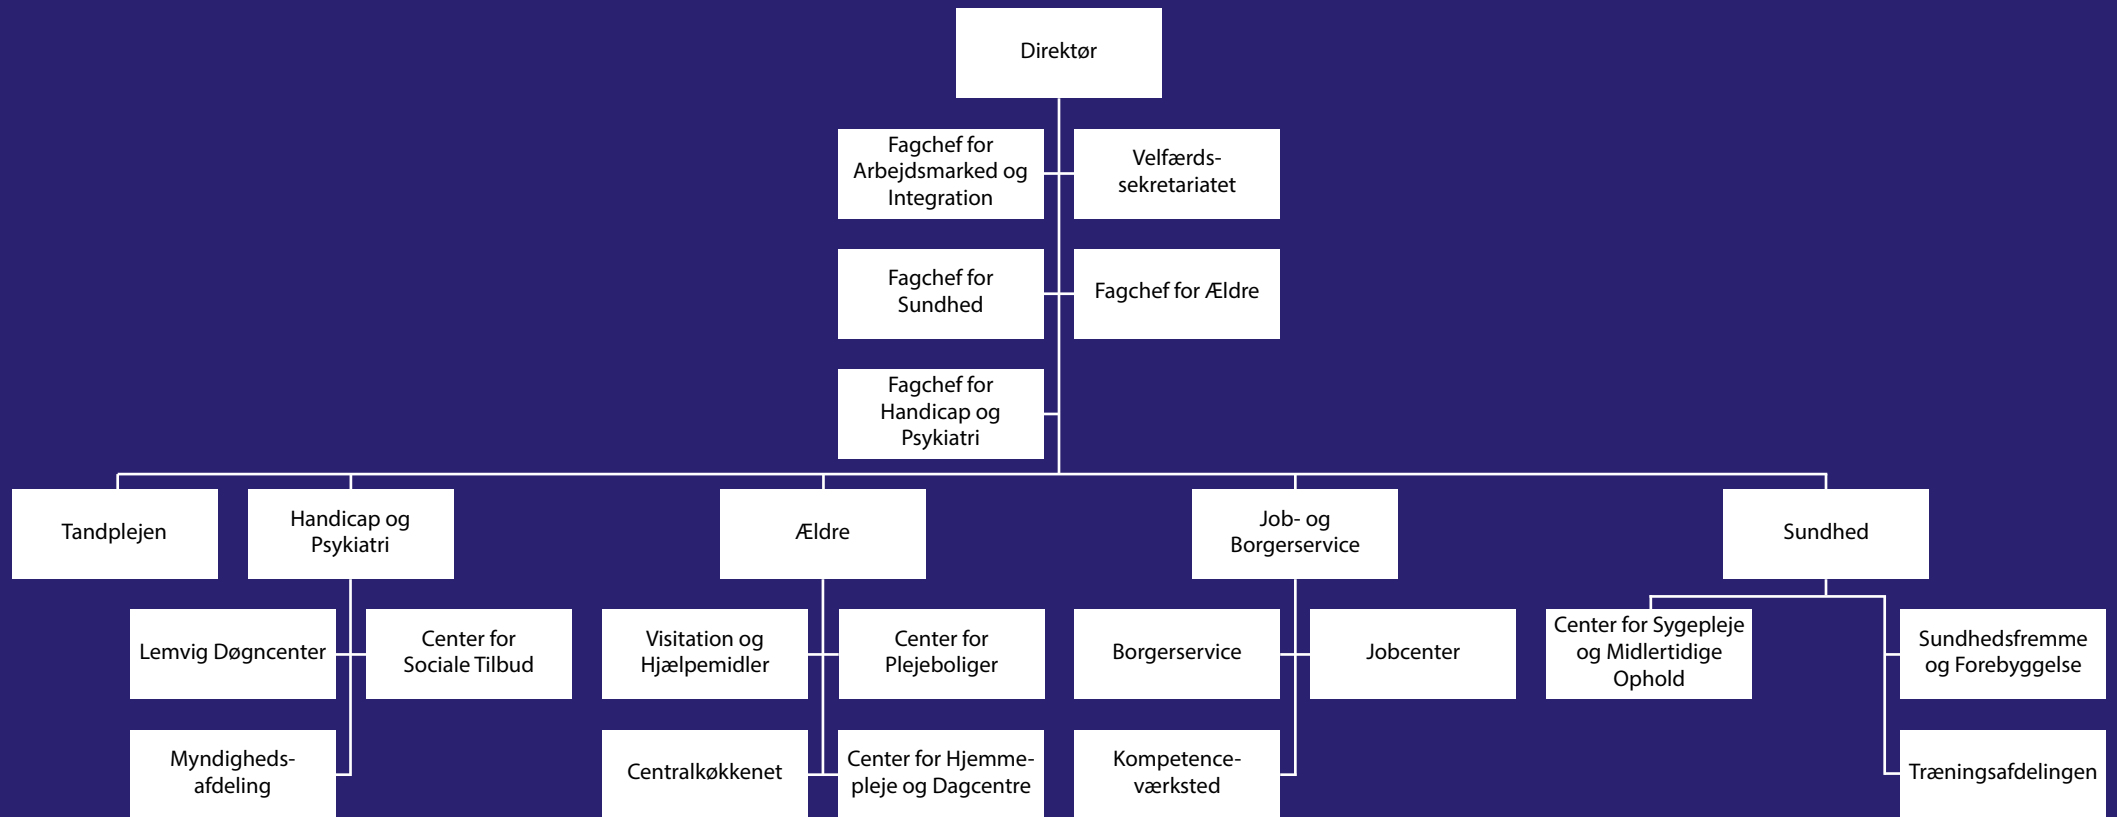 Direktør
Fagchef for
Arbejdsmarked og
Integration
Velfærds-
sekretariatet
Fagchef for
Sundhed
Fagchef for Ældre
Fagchef for
Handicap og
Psykiatri
Tandplejen
Handicap og
Psykiatri
Ældre
Job- og
Borgerservice
Sundhed
Lemvig Døgncenter
Center for
Sociale Tilbud
Visitation og
Hjælpemidler
Center for
Plejeboliger
Borgerservice
Jobcenter
Center for Sygepleje
og Midlertidige
Ophold
Sundhedsfremme
og Forebyggelse
Myndigheds-
afdeling
Centralkøkkenet
Center for Hjemme-
pleje og Dagcentre
Kompetence-
værksted
Træningsafdelingen